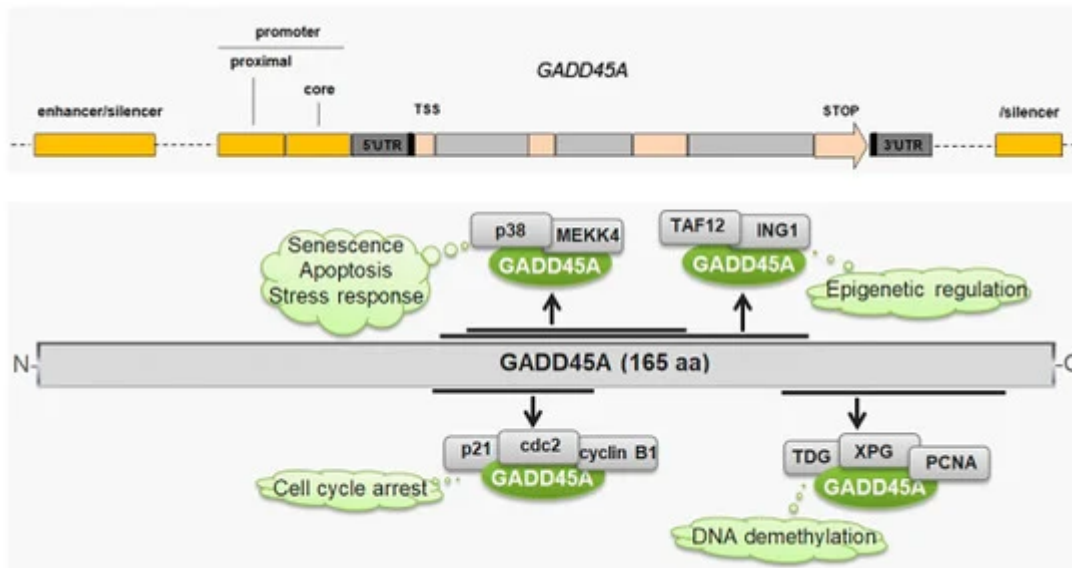 promoter
proximal
core
GADD45A
enhancer/silencer
TSS
STOP
/silencer
5'UTR
3'UTR
p38
MEKK4
GADD45A
TAF12
ING1
GADD45A
Senescence
Apoptosis
Stress response
Epigenetic regulation
N-
GADD45A (165 aa)
p21
cdc2
cyclin B1
GADD45A
TDG
XPG
PCNA
GADD45A
Cell cycle arrest
DNA demethylation